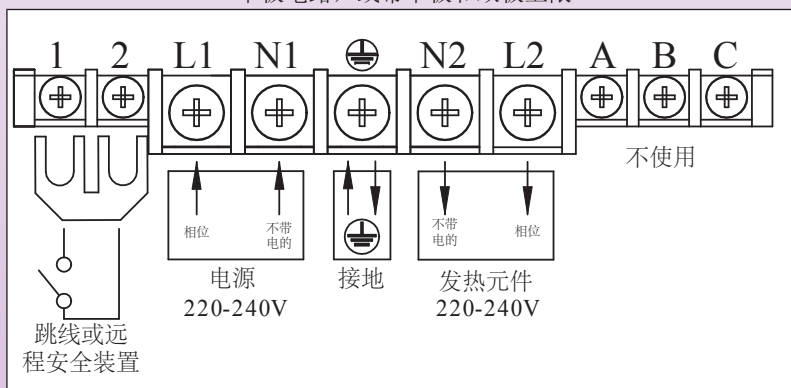 1 2 L1 N1 N2 L2 A B C
不使用
相位 不带 电的 不带 电的 相位
电源 接地 发热元件
220-240V 220-240V
跳线或远
程安全装置